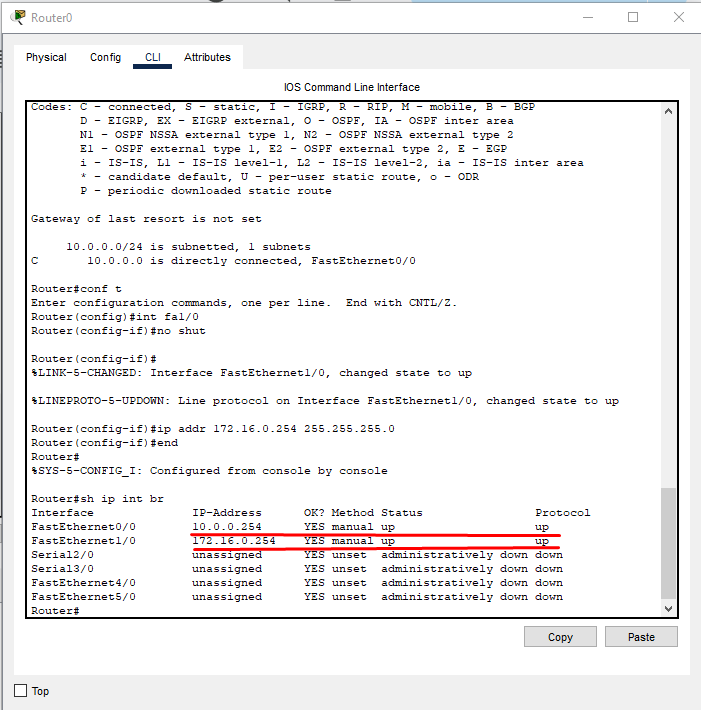 Router0
Physical Config CLI Attributes
IOS Command Line Interface
Codes: C - connected, S - static, I - IGRP, R - RIP, M - mobile, B - BGP
D - EIGRP, EX - EIGRP external, O - OSPF, IA - OSPF inter area
N1 - OSPF NSSA external type 1, N2 - OSPF NSSA external type 2
E1 - OSPF external type 1, E2 - OSPF external type 2, E - EGP
i - IS-IS, L1 - IS-IS level-1, L2 - IS-IS level-2, ia - IS-IS inter area
* - candidate default, U - per-user static route, o - ODR
P - periodic downloaded static route
Gateway of last resort is not set
10.0.0.0/24 is subnetted, 1 subnets
C 10.0.0.0 is directly connected, FastEthernet0/0
Router#conf t
Enter configuration commands, one per line. End with CNTL/Z.
Router(config)#int fa1/0
Router(config-if)#no shut
Router(config-if)#
%LINK-5-CHANGED: Interface FastEthernet1/0, changed state to up
%LINEPROTO-5-UPDOWN: Line protocol on Interface FastEthernet1/0, changed state to up
Router(config-if)#ip addr 172.16.0.254 255.255.255.0
Router(config-if)#end
Router#
%SYS-5-CONFIG_I: Configured from console by console
Router#sh ip int br
Interface IP-Address OK? Method Status Protocol
FastEthernet0/0 10.0.0.254 YES manual up up
FastEthernet1/0 172.16.0.254 YES manual up up
Serial2/0 unassigned YES unset administratively down down
Serial3/0 unassigned YES unset administratively down down
FastEthernet4/0 unassigned YES unset administratively down down
FastEthernet5/0 unassigned YES unset administratively down down
Router#
Copy Paste
Top